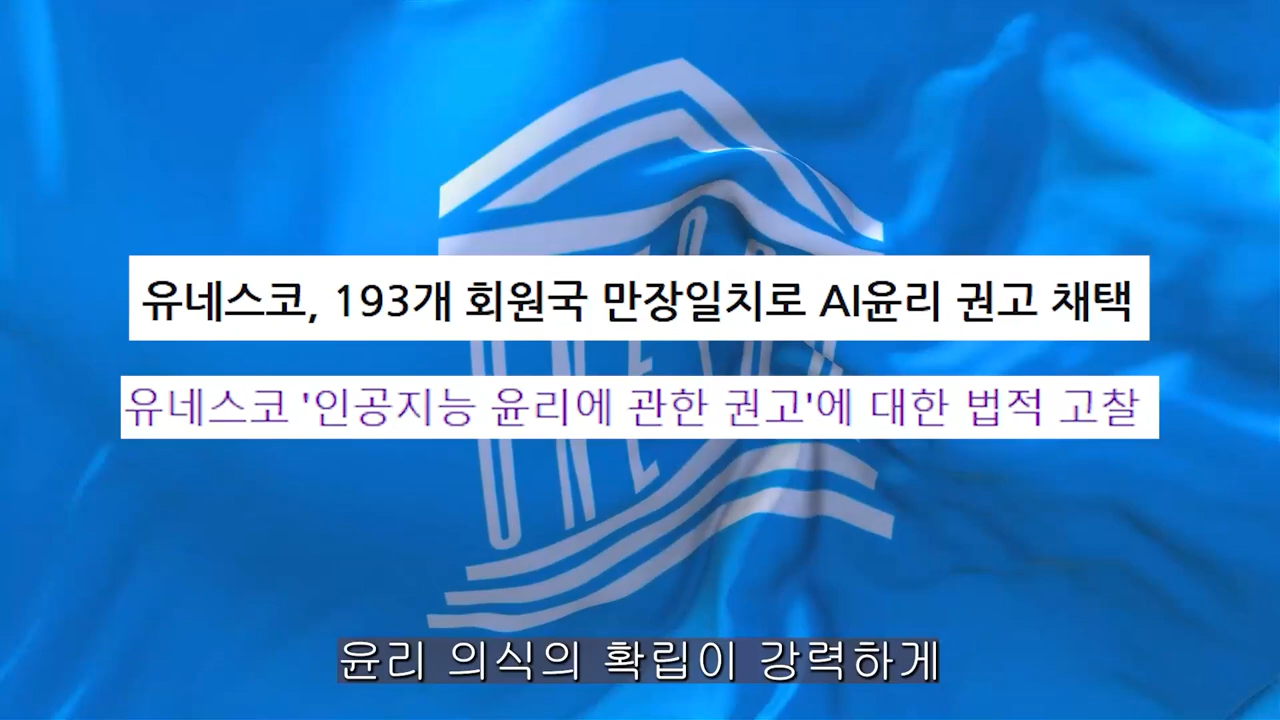 유네스코, 193개 회원국 만장일치로 AI윤리 권고 채택
유네스코 '인공지능 윤리에 관한 권고'에 대한 법적 고찰
윤리 의식의 확립이 강력하게